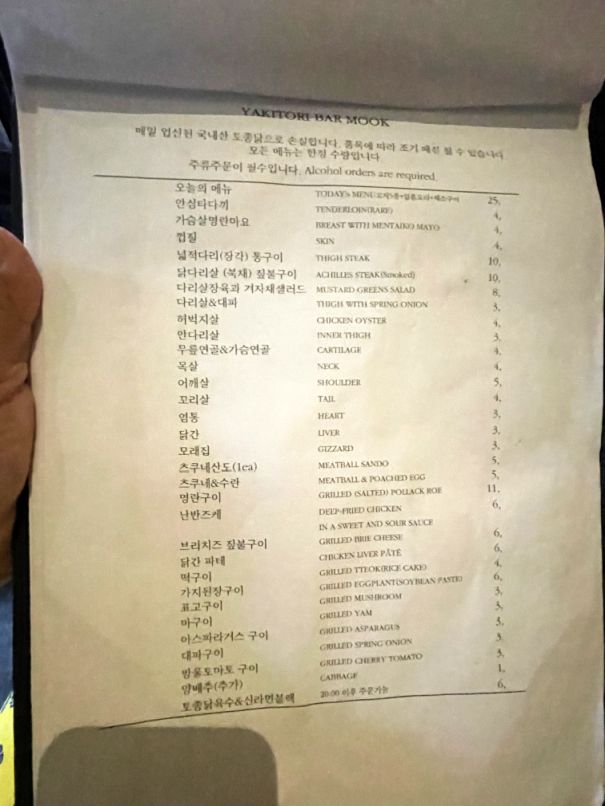 YAKITORI BAR MOOK
매일 엄선된 국내산 토종닭으로 손질합니다. 품목에 따라 조기 매진 될 수 있습니다
모든 메뉴는 한정 수량입니다
주류주문이 필수입니다. Alcohol orders are required.
오늘의 메뉴 TODAY's MENU:꼬치5종+일품요리+채소구이 25,
안심타다끼 TENDERLOIN(RARE) 4,
가슴살명란마요 BREAST WITH MENTAIKO MAYO 4,
껍질 SKIN 4,
넓적다리(장각) 통구이 THIGH STEAK 10,
닭다리살 (북채) 짚불구이 ACHILLES STEAK(Smoked) 10,
다리살장육과 겨자채샐러드 MUSTARD GREENS SALAD 8,
다리살&대파 THIGH WITH SPRING ONION 3,
허벅지살 CHICKEN OYSTER 4,
안다리살 INNER THIGH 3,
무릎연골&가슴연골 CARTILAGE 4,
목살 NECK 4,
어깨살 SHOULDER 5,
꼬리살 TAIL 4,
염통 HEART 3,
닭간 LIVER 3,
모래집 GIZZARD 3,
츠쿠네산도(1ea) MEATBALL SANDO 5,
츠쿠네&수란 MEATBALL & POACHED EGG 5,
명란구이 GRILLED (SALTED) POLLACK ROE 11,
난반즈케 DEEP-FRIED CHICKEN 6,
IN A SWEET AND SOUR SAUCE
브리치즈 짚불구이 GRILLED BRIE CHEESE 6,
닭간 파테 CHICKEN LIVER PÂTÉ 6,
떡구이 GRILLED TTEOK(RICE CAKE) 4,
가지된장구이 GRILLED EGGPLANT(SOYBEAN PASTE) 6,
표고구이 GRILLED MUSHROOM 3,
마구이 GRILLED YAM 3,
아스파라거스 구이 GRILLED ASPARAGUS 3,
대파구이 GRILLED SPRING ONION 3,
방울토마토 구이 GRILLED CHERRY TOMATO 3,
양배추(추가) CABBAGE 1,
토종닭육수&신라면블랙 20:00 이후 주문가능 6,